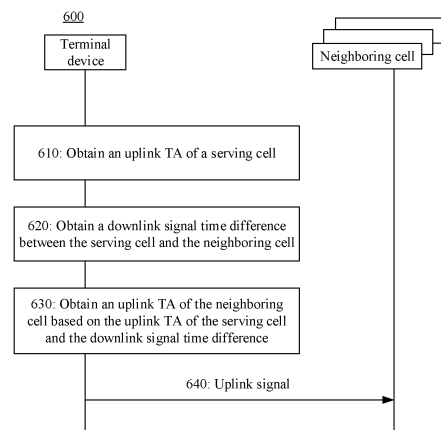 600
Terminal
device
Neighboring cell
610: Obtain an uplink TA of a serving cell
620: Obtain a downlink signal time difference
between the serving cell and the neighboring cell
630: Obtain an uplink TA of the neighboring
cell based on the uplink TA of the serving cell
and the downlink signal time difference
640: Uplink signal